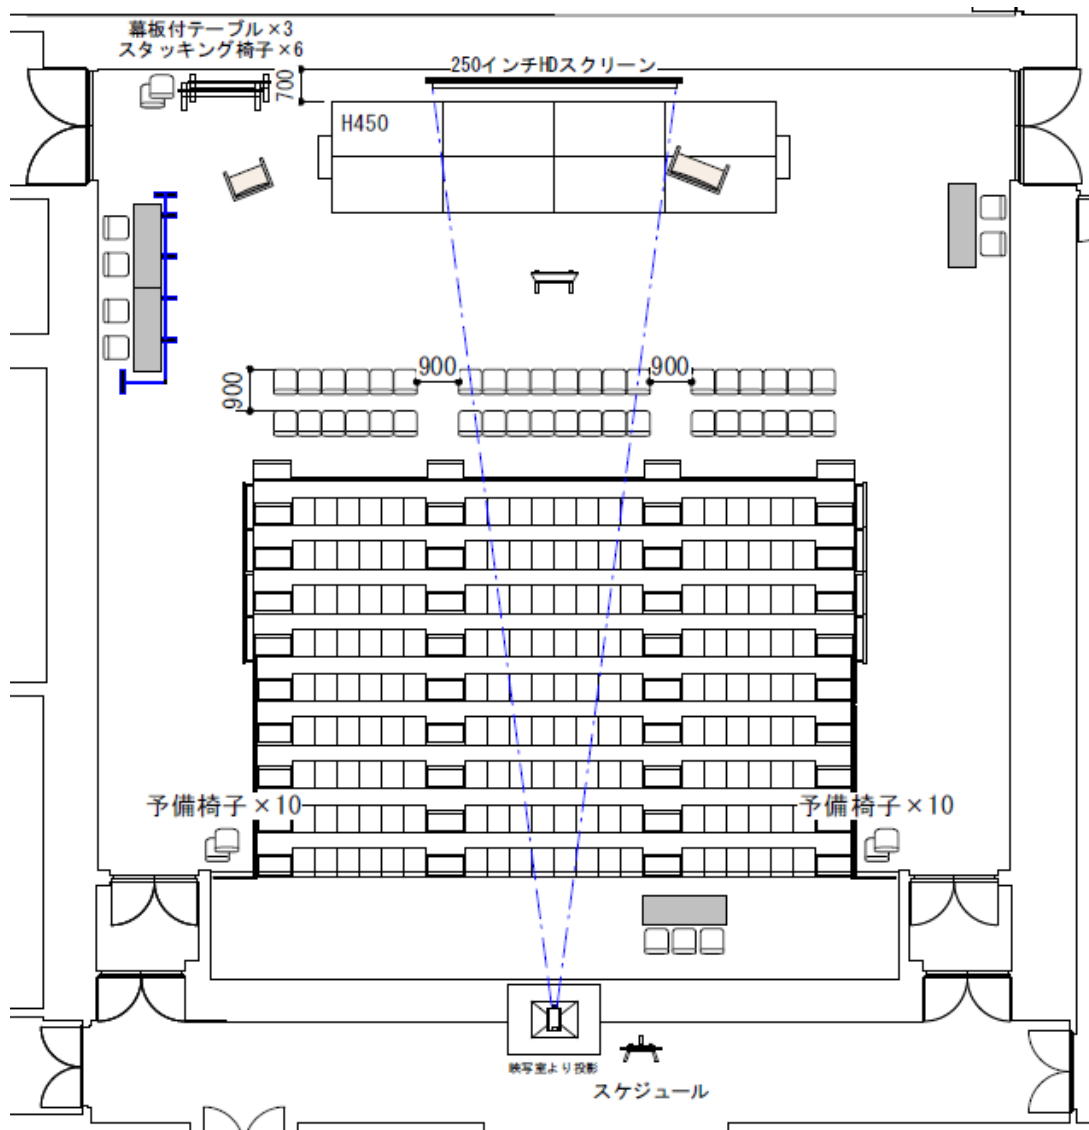 幕板付テーブル×3
スタッキング椅子×6
700
250インチHDスクリーン
H450
900
900
900
予備椅子×10
予備椅子×10
映写室より投影
スケジュール